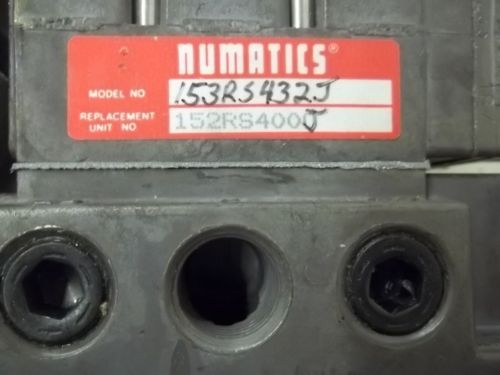 NUMATICS®
MODEL NO 153RS432J
REPLACEMENT UNIT NO. 152RS400J